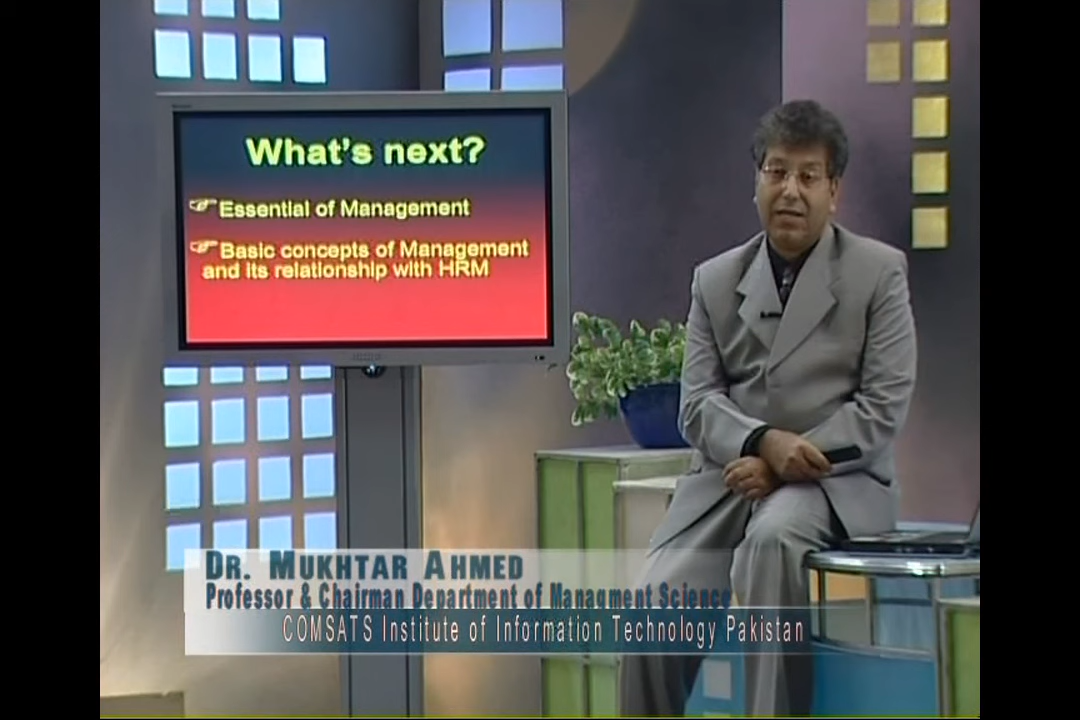 What's next?
Essential of Management
Basic concepts of Management
and its relationship with HRM
DR. MUKHTAR AHMED
Professor & Chairman Department of Managment Science
COMSATS Institute of Information Technology Pakistan